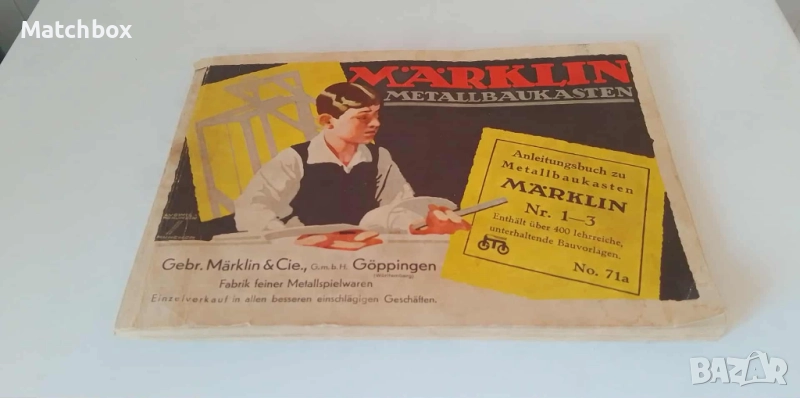 Matchbox
MÄRKLIN
METALLBAUKASTEN
Anleitungsbuch zu
Metallbaukasten
MÄRKLIN
Nr. 1—3
Enthält über 400 lehrreiche,
unterhaltende Bauvorlagen.
No. 71a
Gebr. Märklin & Cie., G.m.b.H. Göppingen
Fabrik feiner Metallspielwaren
Einzelverkauf in allen besseren einschlägigen Geschäften.
BAZAR